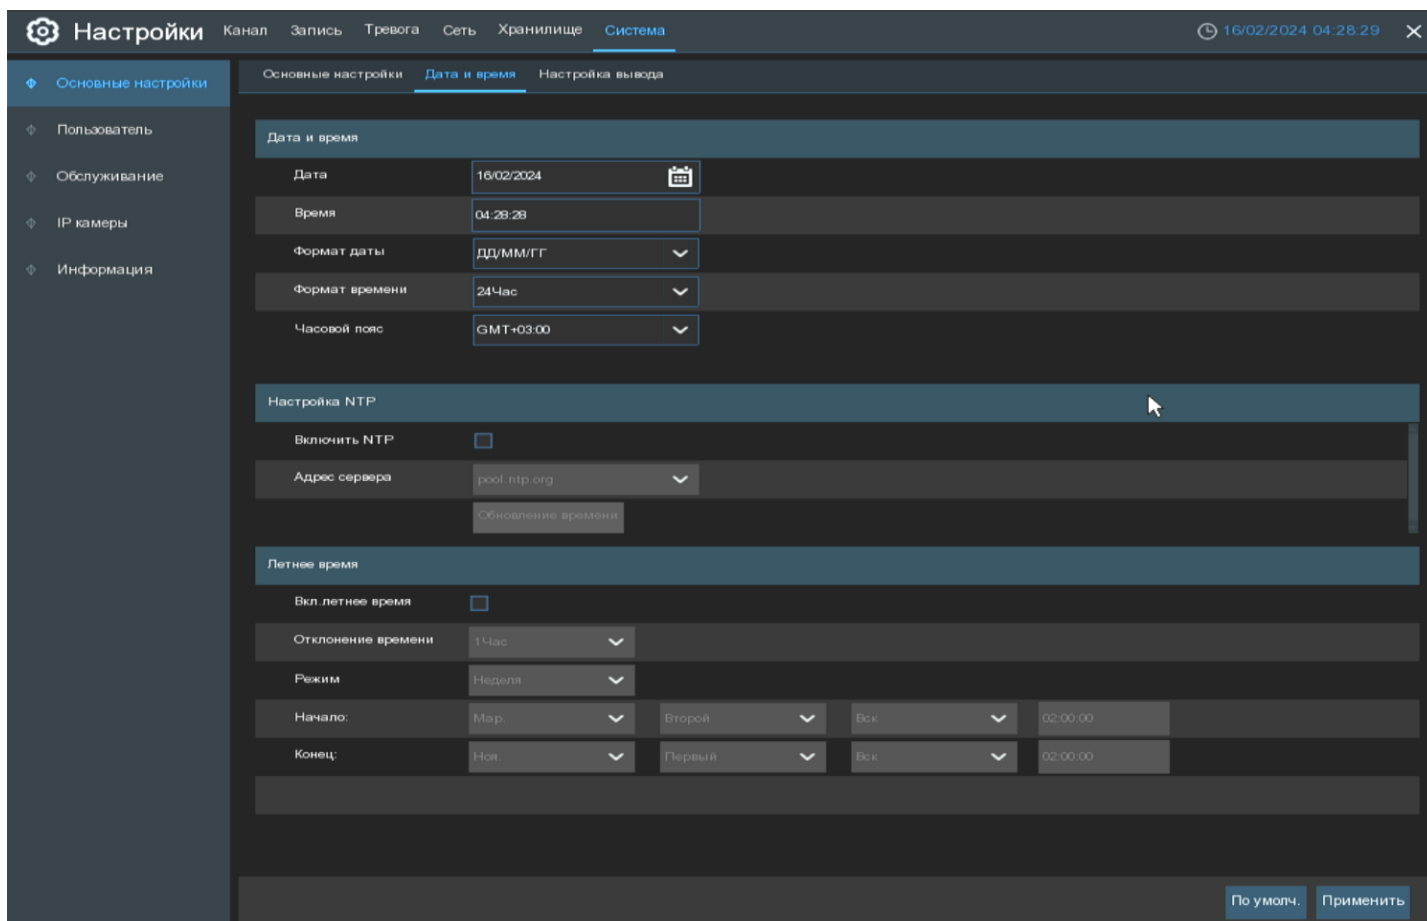 Настройки Канал Запись Тревога Сеть Хранилище Система 16/02/2024 04:28:29
Основные настройки Дата и время Настройка вывода
Основные настройки
Пользователь
Обслуживание
IP камеры
Информация
Дата и время
Дата 16/02/2024
Время 04:28:28
Формат даты ДД/ММ/ГГ
Формат времени 24Час
Часовой пояс GMT+03:00
Настройка NTP
Включить NTP
Адрес сервера pool.ntp.org
Обновление времени
Летнее время
Вкл.летнее время
Отклонение времени 1Час
Режим Неделя
Начало: Мар. Второй Вск 02:00:00
Конец: Ноя. Первый Вск 02:00:00
По умолч. Применить